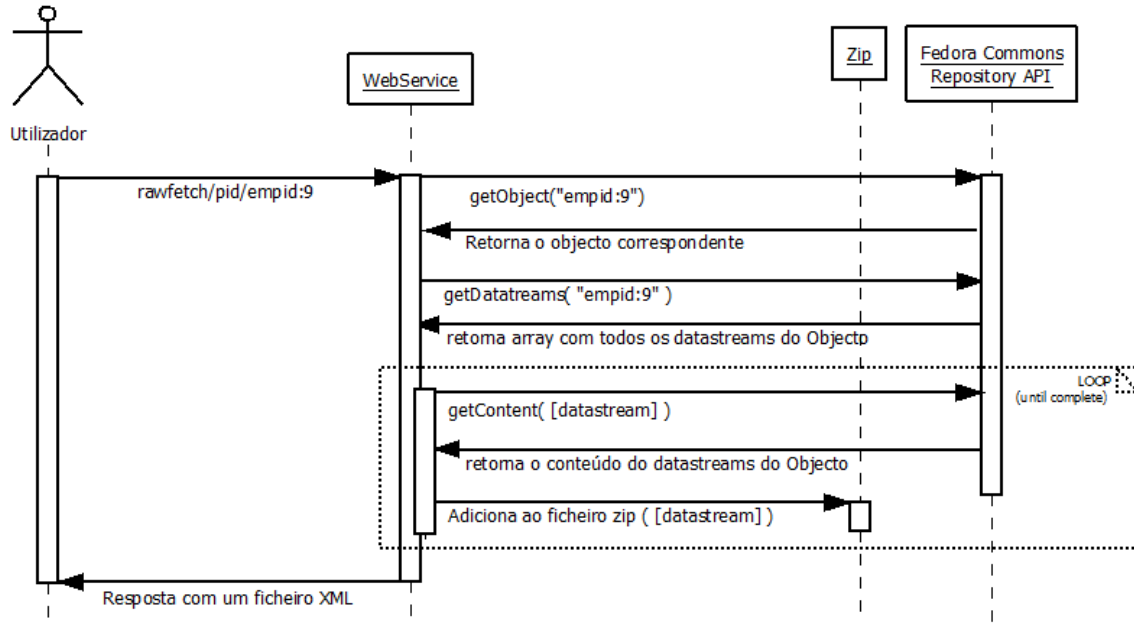 Utilizador
WebService
Zip
Fedora Commons
Repository API
rawfetch/pid/empid:9
getObject("empid:9")
Retorna o objecto correspondente
getDatatreams( "empid:9" )
retorna array com todos os datastreams do Objecto
LOOP
(until complete)
getContent( [datastream] )
retorna o conteúdo do datastreams do Objecto
Adiciona ao ficheiro zip ( [datastream] )
Resposta com um ficheiro XML